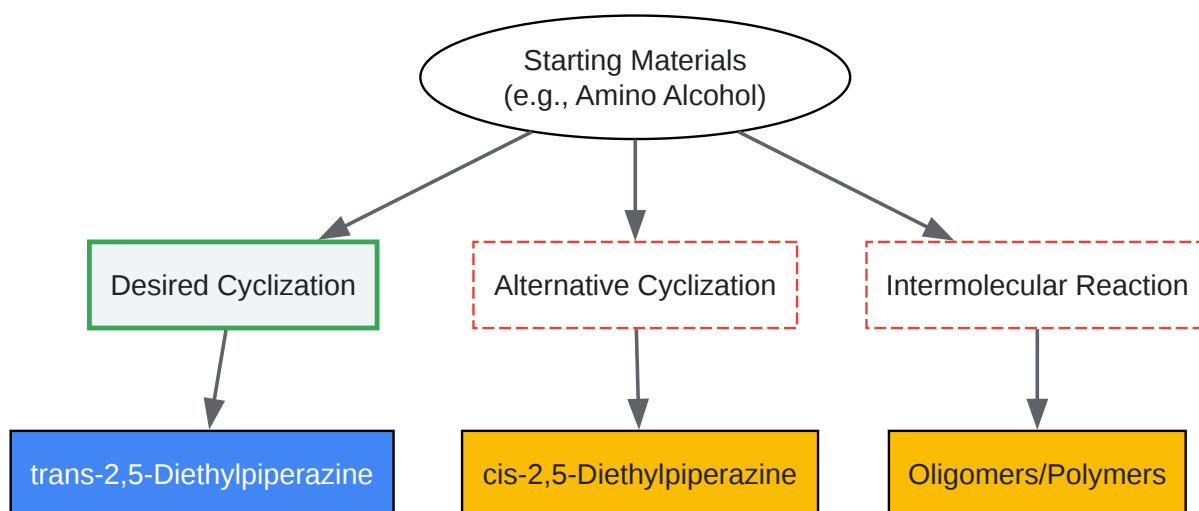 Starting Materials
(e.g., Amino Alcohol)
Desired Cyclization
Alternative Cyclization
Intermolecular Reaction
trans-2,5-Diethylpiperazine
cis-2,5-Diethylpiperazine
Oligomers/Polymers